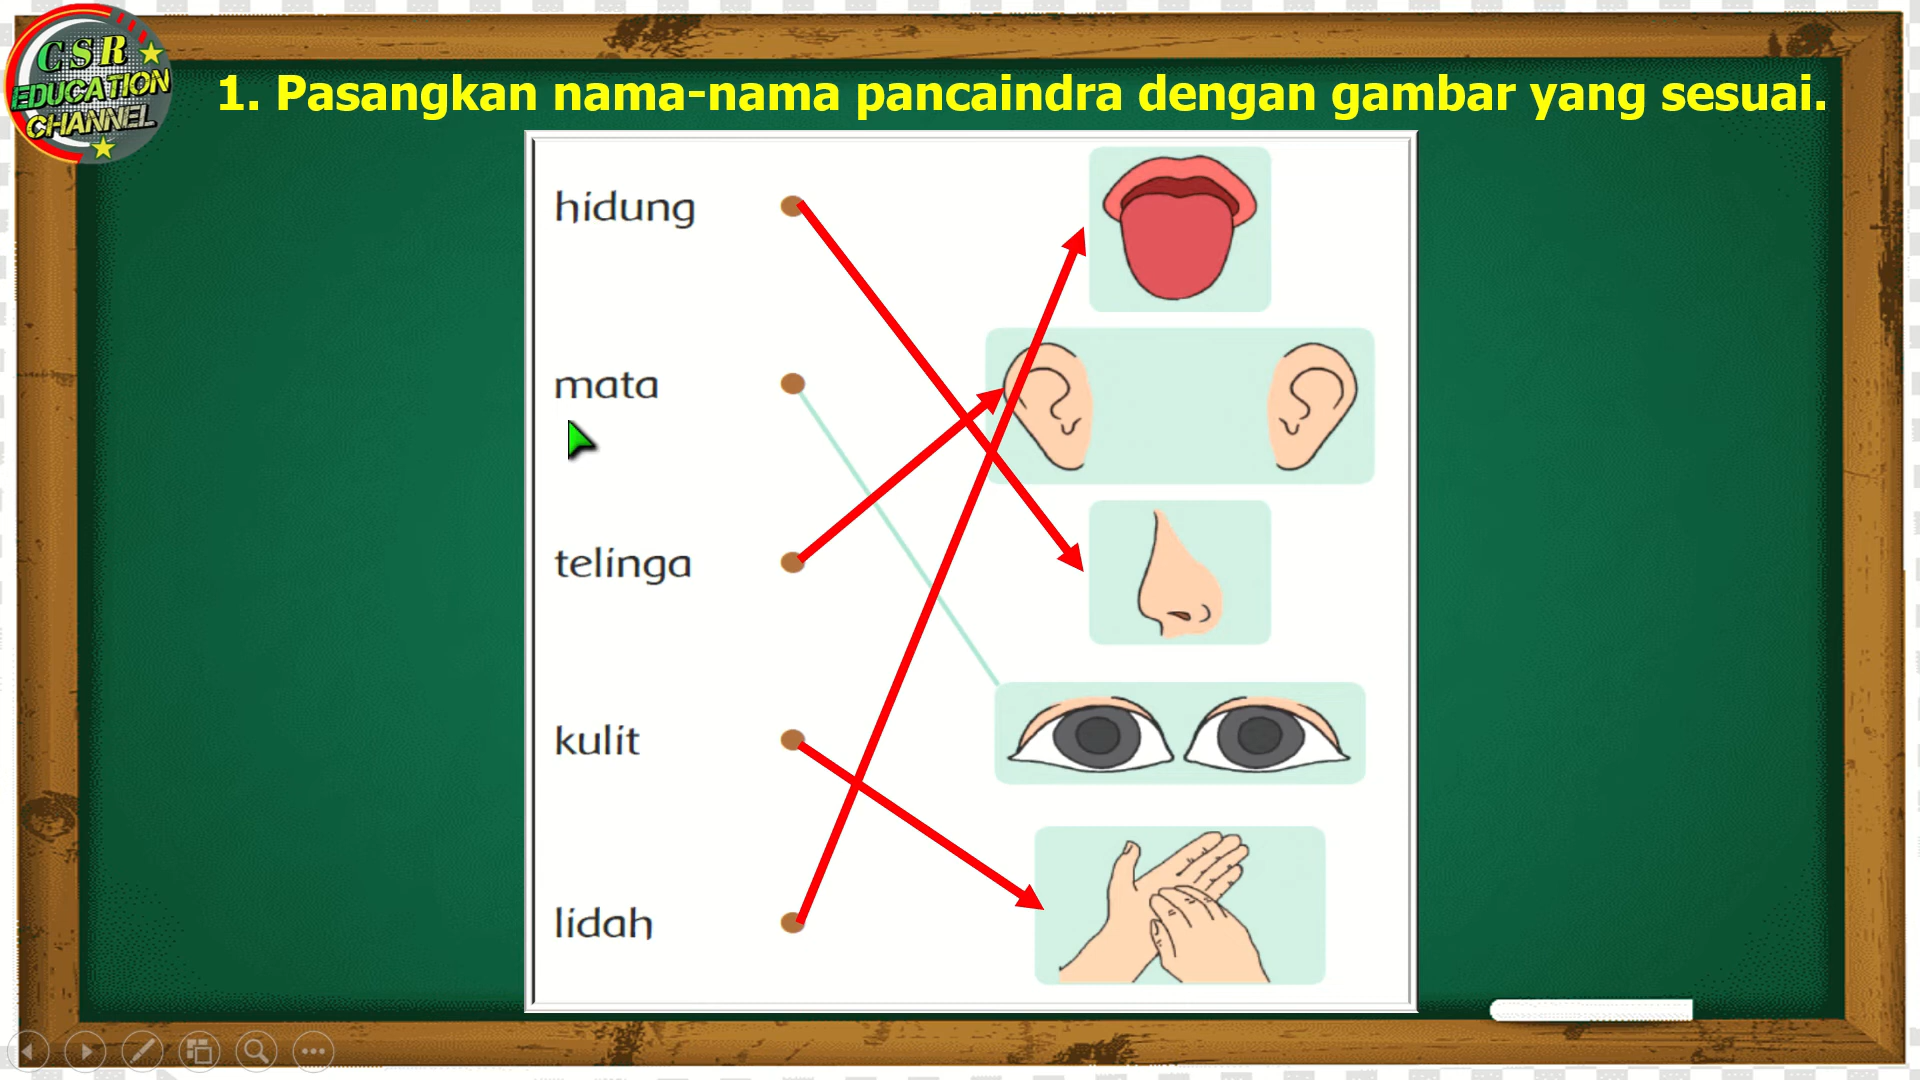 CSR
EDUCATION
CHANNEL
1. Pasangkan nama-nama pancaindra dengan gambar yang sesuai.
hidung
mata
telinga
kulit
lidah